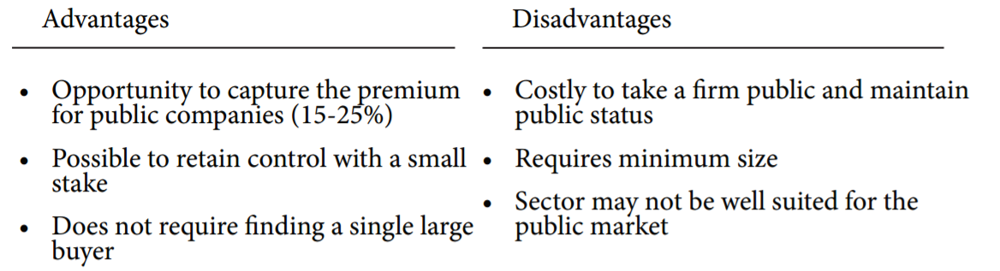 Advantages
• Opportunity to capture the premium
for public companies (15-25%)
• Possible to retain control with a small
stake
• Does not require finding a single large
buyer
Disadvantages
• Costly to take a firm public and maintain
public status
• Requires minimum size
• Sector may not be well suited for the
public market